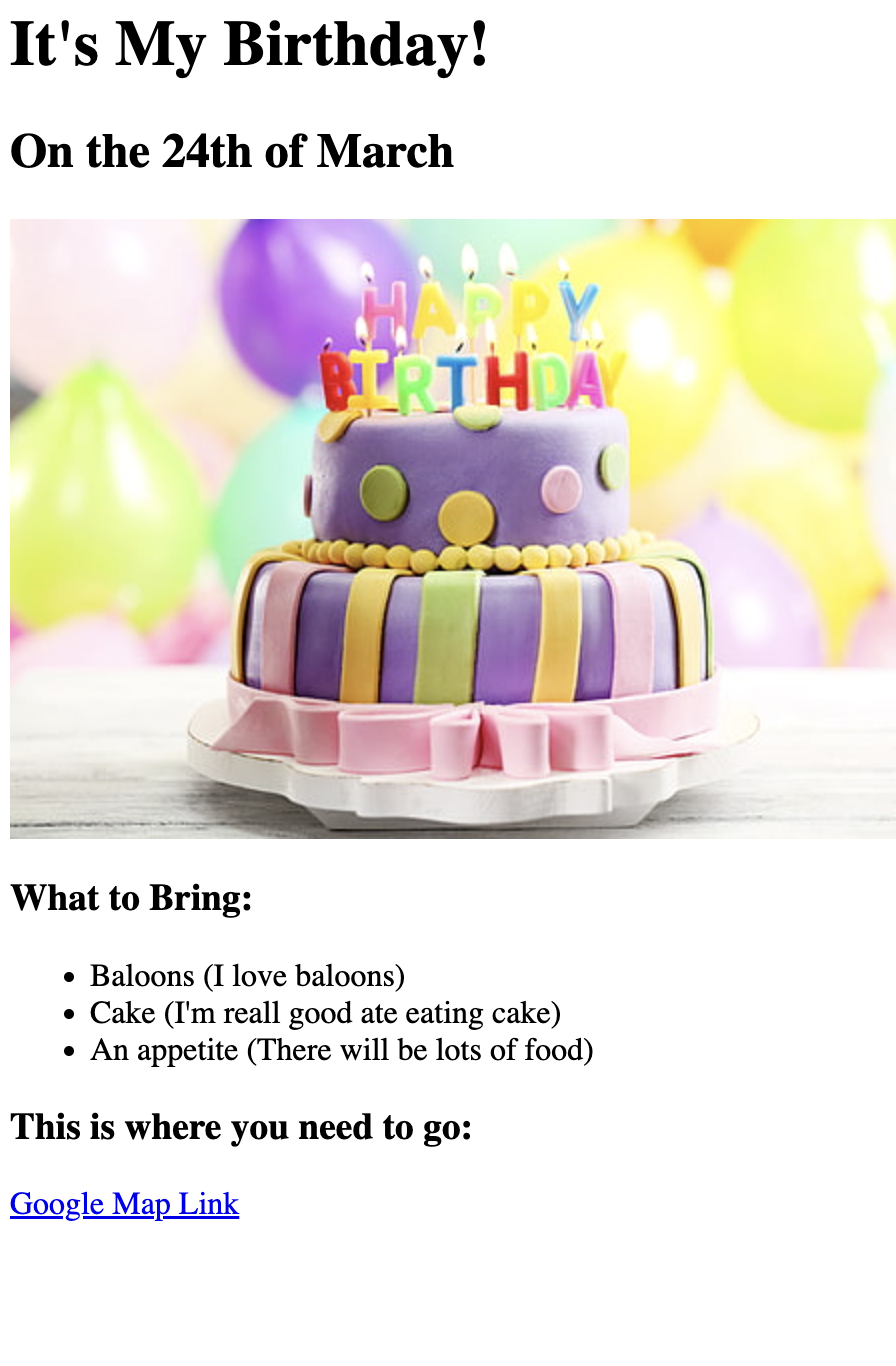 It's My Birthday!
On the 24th of March
HAPPY
BIRTHDAY
What to Bring:
Baloons (I love baloons)
Cake (I'm reall good ate eating cake)
An appetite (There will be lots of food)
This is where you need to go:
Google Map Link